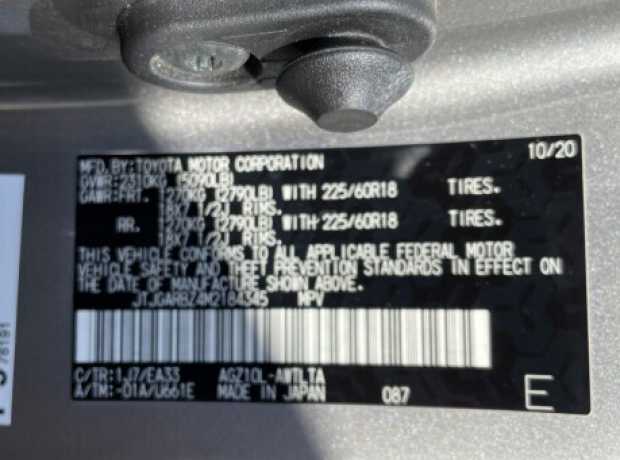 10/20
MFD. BY: TOYOTA MOTOR CORPORATION
GVWR: 2310KG (5090LB)
GAWR: FRT. 1270KG (2790LB) WITH 225/60R18 TIRES.
18X7 1/2J RIMS.
RR. 1270KG (2790LB) WITH 225/60R18 TIRES.
18X7 1/2J RIMS.
THIS VEHICLE CONFORMS TO ALL APPLICABLE FEDERAL MOTOR
VEHICLE SAFETY AND THEFT PREVENTION STANDARDS IN EFFECT ON
THE DATE OF MANUFACTURE SHOWN ABOVE.
JTJGARBZ4M2184345 MPV
C/TR: 1J7/EA33 AGZ10L-AWTLTA
A/TM: -01A/U661E MADE IN JAPAN 087
E